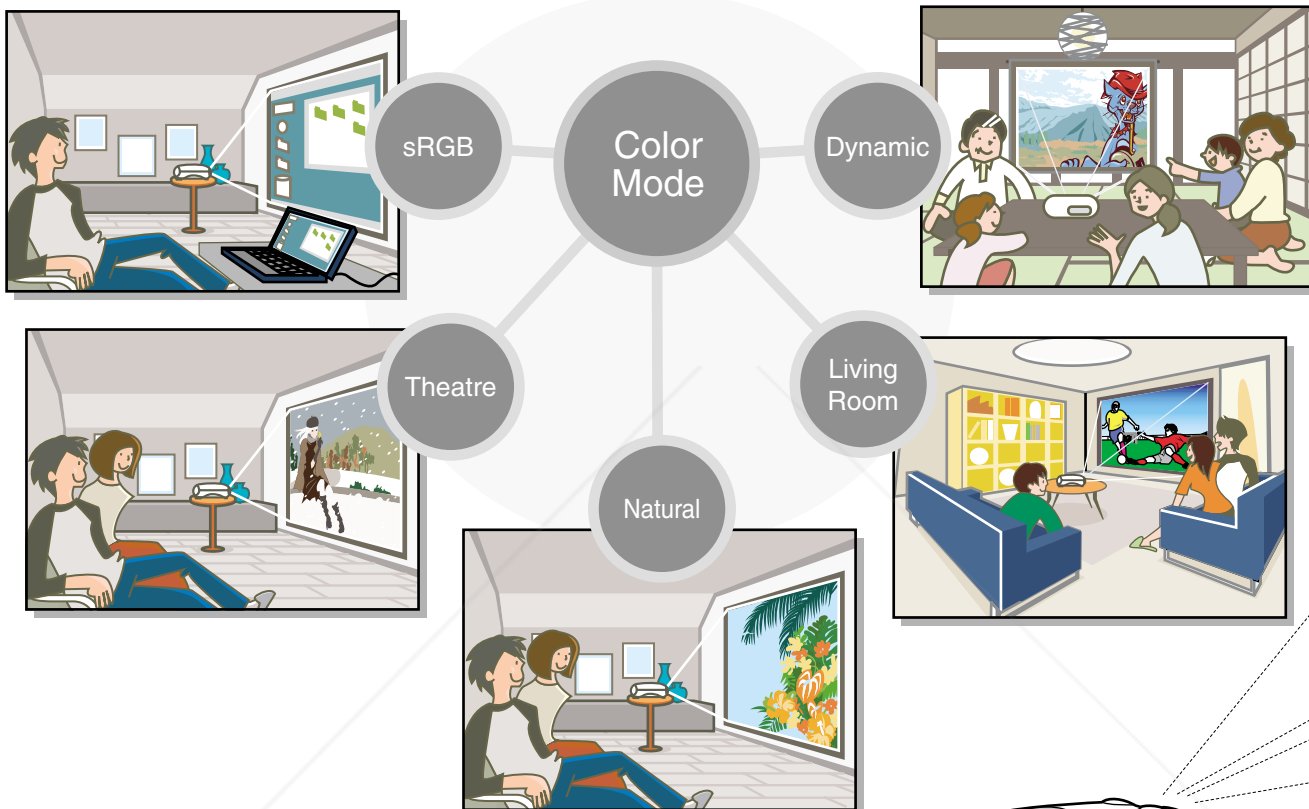 Color
Mode
sRGB
Dynamic
Theatre
Living
Room
Natural